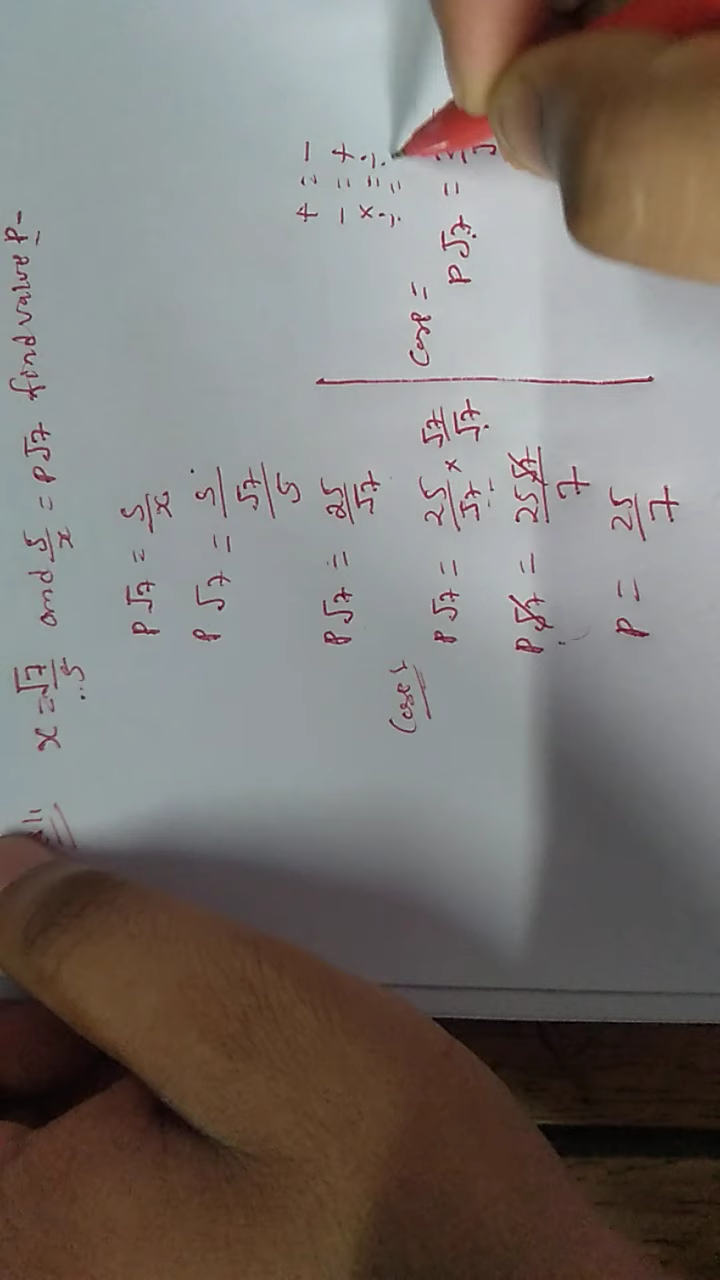 x = √7/5 and 5/x = P√7 find value P-
P√7 = 5/x
P√7 = 5/√7/5
P√7 = 25/√7
Case 1
P√7 = 25/√7 × √7/√7
P√7 = 25√7/7
P = 25/7
+ = -
- = +
× = ÷
÷ =
Case =
P√7 =